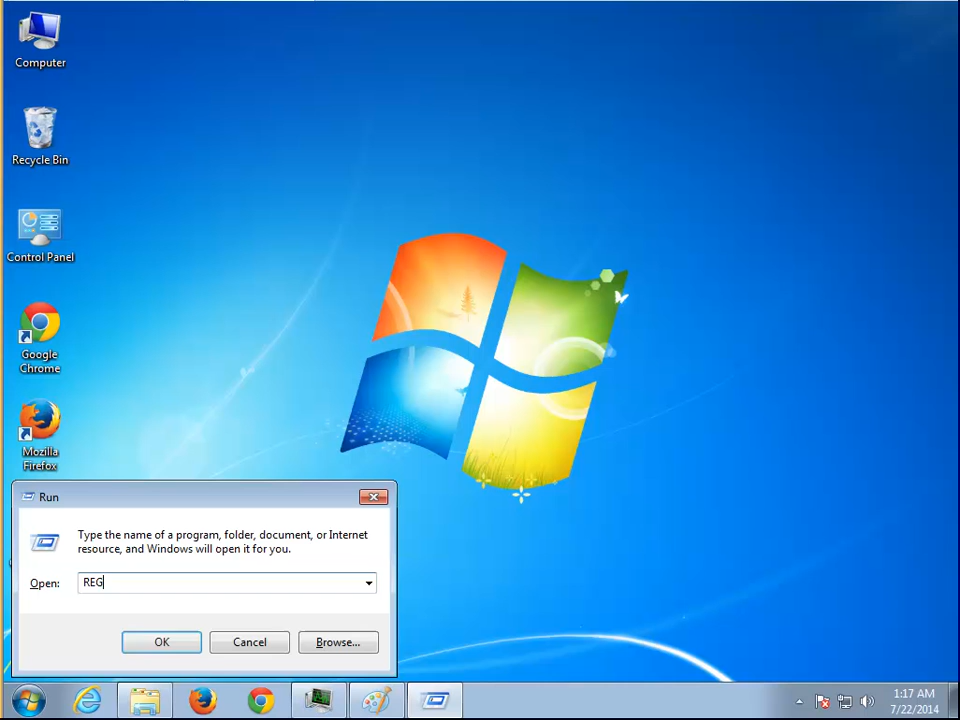 Computer
Recycle Bin
Control Panel
Google
Chrome
Mozilla
Firefox
Run
Type the name of a program, folder, document, or Internet
resource, and Windows will open it for you.
Open: REG
OK Cancel Browse...
1:17 AM
7/22/2014